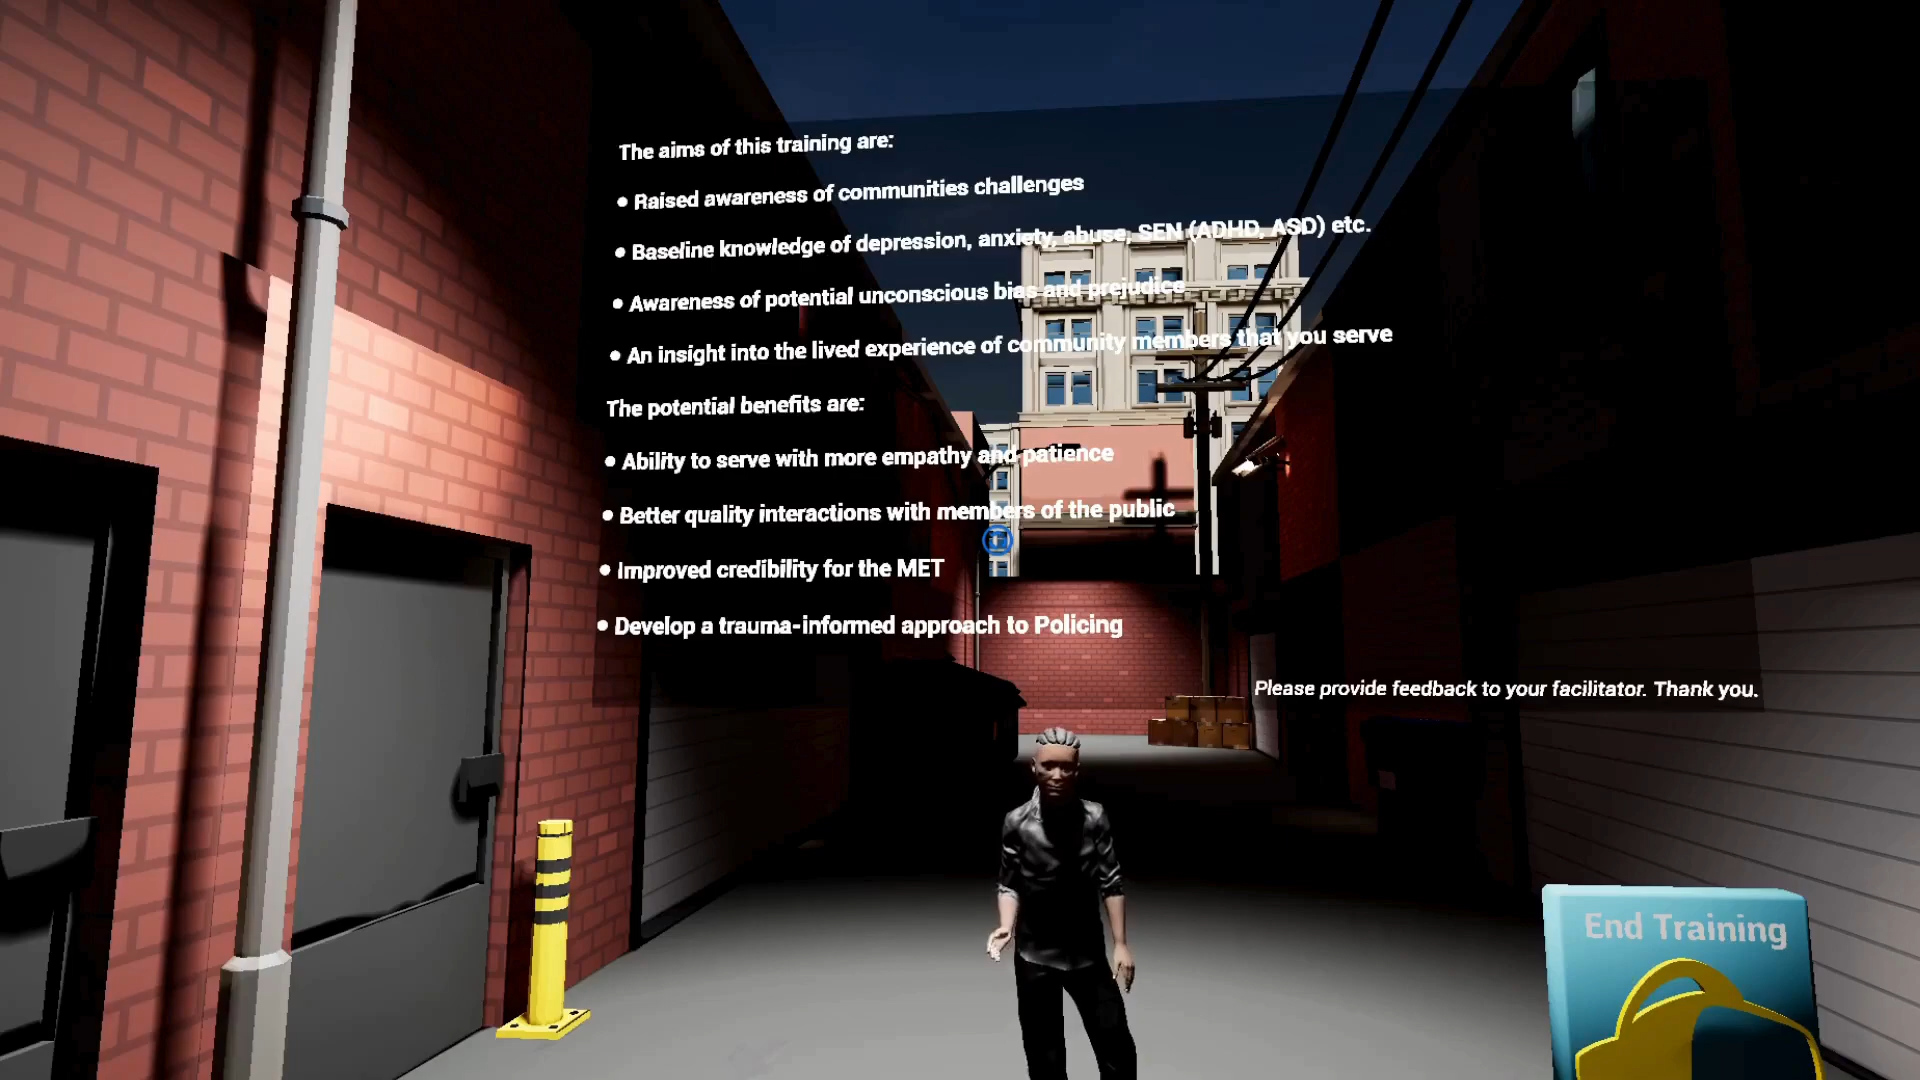 The aims of this training are:
• Raised awareness of communities challenges
• Baseline knowledge of depression, anxiety, abuse, SEN (ADHD, ASD) etc.
• Awareness of potential unconscious bias and prejudice
• An insight into the lived experience of community members that you serve
The potential benefits are:
• Ability to serve with more empathy and patience
• Better quality interactions with members of the public
• Improved credibility for the MET
• Develop a trauma-informed approach to Policing
Please provide feedback to your facilitator. Thank you.
End Training